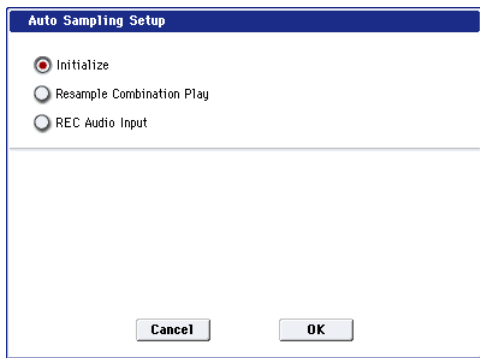 Auto Sampling Setup
Initialize
Resample Combination Play
REC Audio Input
Cancel OK